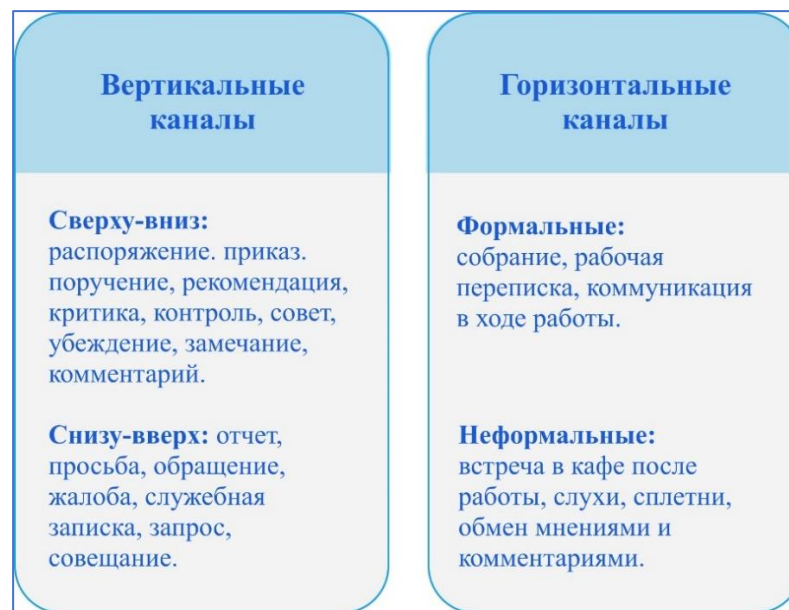 Вертикальные
каналы
Сверху-вниз:
распоряжение. приказ.
поручение, рекомендация,
критика, контроль, совет,
убеждение, замечание,
комментарий.
Снизу-вверх: отчет,
просьба, обращение,
жалоба, служебная
записка, запрос,
совещание.
Горизонтальные
каналы
Формальные:
собрание, рабочая
переписка, коммуникация
в ходе работы.
Неформальные:
встреча в кафе после
работы, слухи, сплетни,
обмен мнениями и
комментариями.